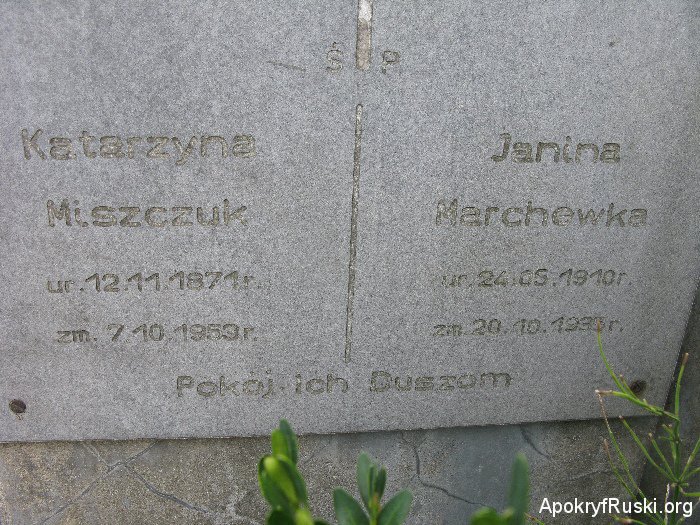 Ś P
Katarzyna
Miszczuk
ur. 12.11.1871 r.
zm. 7.10.1959 r.
Janina
Marchewka
ur. 24.05.1910 r.
zm. 20.10.
Pokój ich Duszom
ApokryfRuski.org